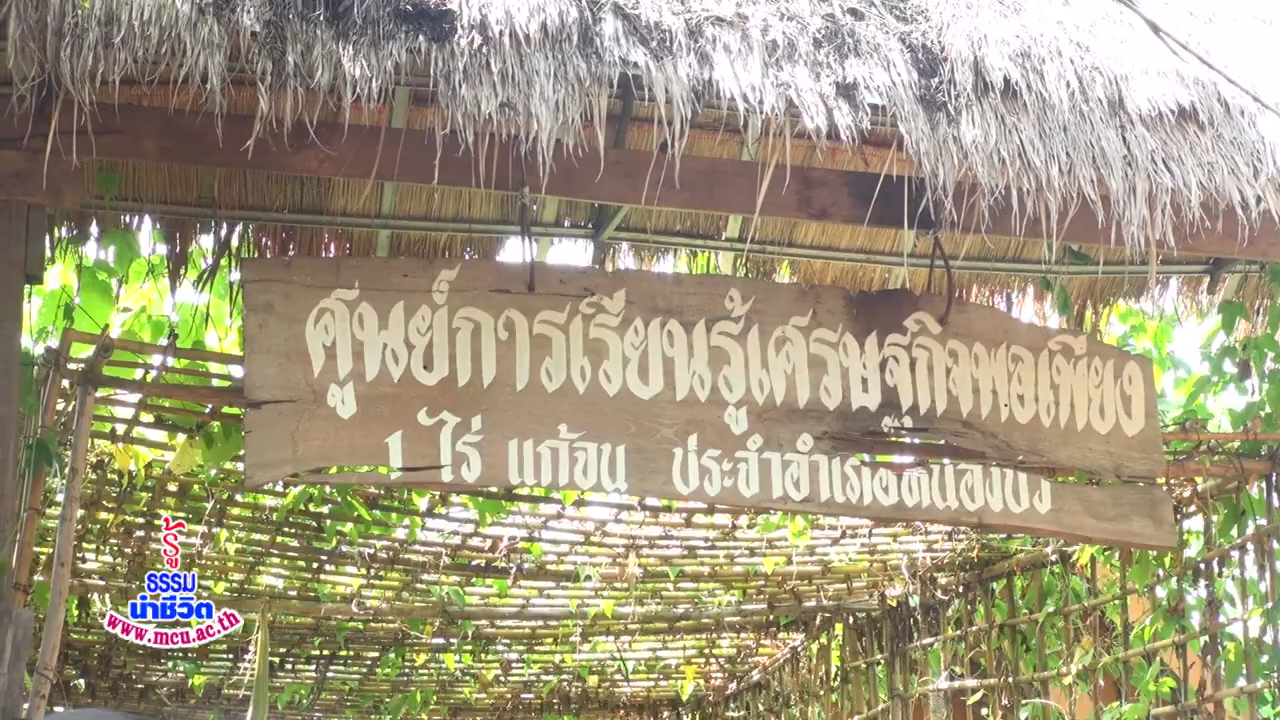 ศูนย์การเรียนรู้เศรษฐกิจพอเพียง
1 ไร่ แก้จน ประจำอำเภอหนองบัว
รู้
ธรรม
นำชีวิต
www.mcu.ac.th